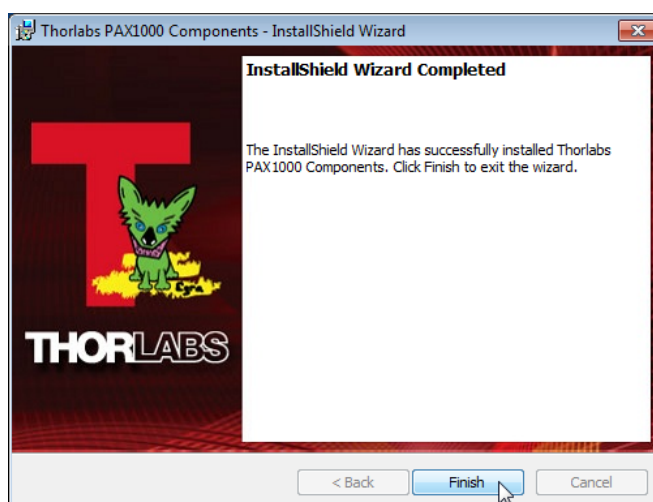 Thorlabs PAX1000 Components - InstallShield Wizard
InstallShield Wizard Completed
The InstallShield Wizard has successfully installed Thorlabs
PAX1000 Components. Click Finish to exit the wizard.
T
THORLABS
< Back
Finish
Cancel